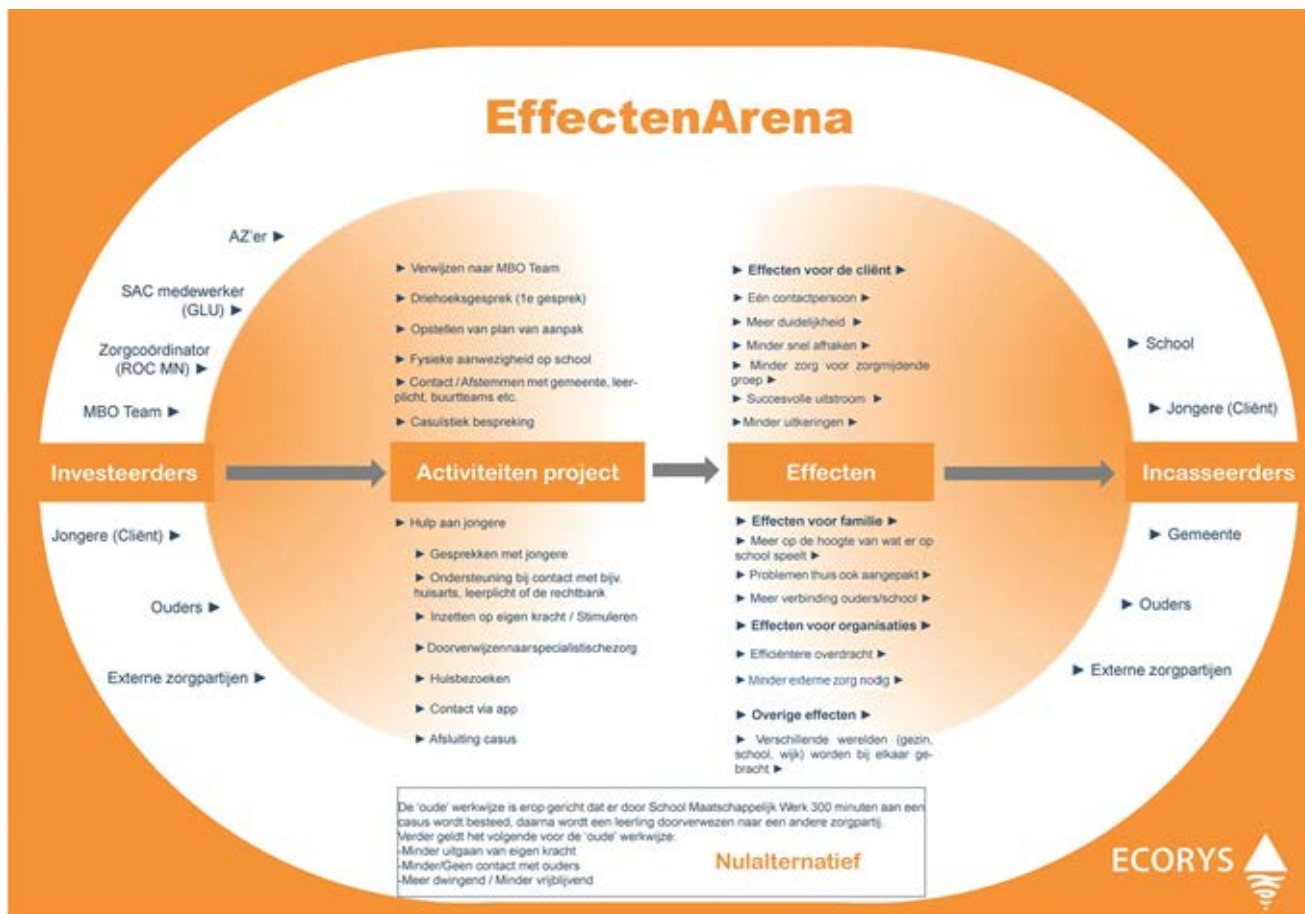 EffectenArena
AZ'er ►
SAC medewerker
(GLU) ►
Zorgcoördinator
(ROC MN) ►
MBO Team ►
Investeerders
Jongere (Cliënt) ►
Ouders ►
Externe zorgpartijen ►
► Verwijzen naar MBO Team
► Driehoeksgesprek (1e gesprek)
► Opstellen van plan van aanpak
► Fysieke aanwezigheid op school
► Contact / Afstemmen met gemeente, leer-
plicht, buurtteams etc.
► Casuïstiek bespreking
Activiteiten project
► Hulp aan jongere
► Gesprekken met jongere
► Ondersteuning bij contact met bijv.
huisarts, leerplicht of de rechtbank
► Inzetten op eigen kracht / Stimuleren
►Doorverwijzennaarspecialistischezorg
► Huisbezoeken
► Contact via app
► Afsluiting casus
► Effecten voor de cliënt ►
► Eén contactpersoon ►
► Meer duidelijkheid ►
► Minder snel afhaken ►
► Minder zorg voor zorgmijdende
groep ►
► Succesvolle uitstroom ►
►Minder uitkeringen ►
Effecten
► Effecten voor familie ►
► Meer op de hoogte van wat er op
school speelt ►
► Problemen thuis ook aangepakt ►
► Meer verbinding ouders/school ►
► Effecten voor organisaties ►
► Efficiëntere overdracht ►
► Minder externe zorg nodig ►
► Overige effecten ►
► Verschillende werelden (gezin,
school, wijk) worden bij elkaar ge-
bracht ►
► School
► Jongere (Cliënt)
Incasseerders
► Gemeente
► Ouders
► Externe zorgpartijen
De 'oude' werkwijze is erop gericht dat er door School Maatschappelijk Werk 300 minuten aan een
casus wordt besteed, daarna wordt een leerling doorverwezen naar een andere zorgpartij.
Verder geldt het volgende voor de 'oude' werkwijze:
-Minder uitgaan van eigen kracht
-Minder/Geen contact met ouders
-Meer dwingend / Minder vrijblijvend
Nulalternatief
ECORYS